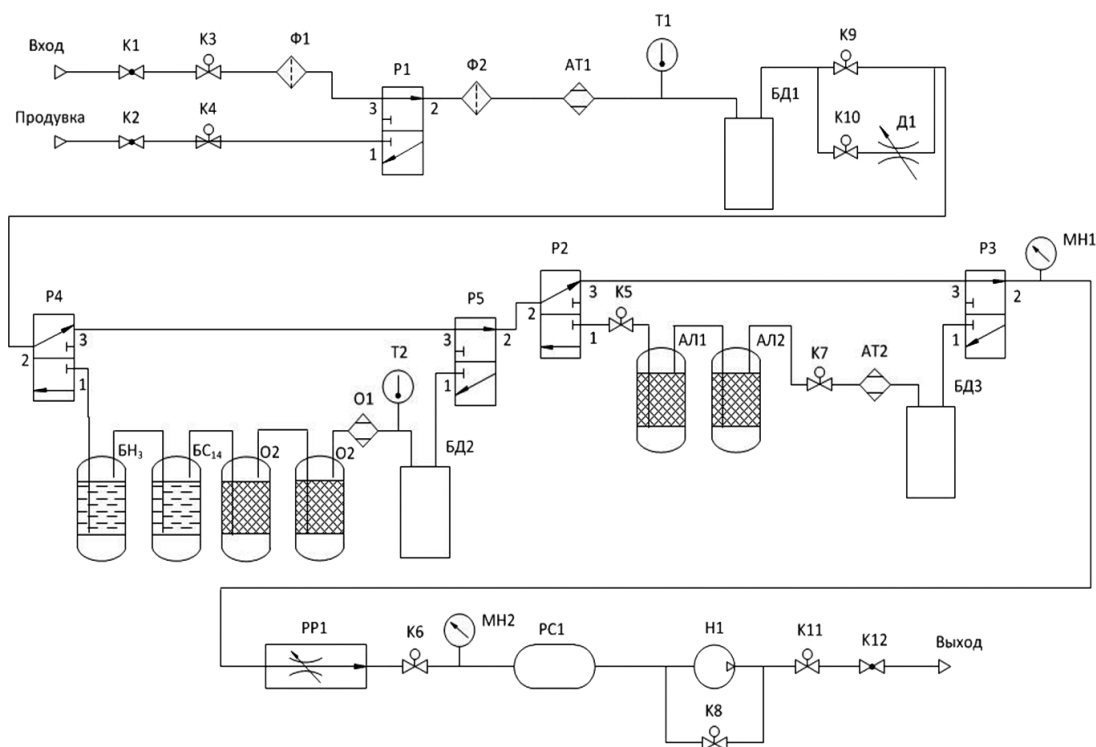 Вход
К1
К3
Ф1
Р1
Ф2
АТ1
Т1
БД1
К9
3
2
Продувка
К2
К4
1
К10
Д1
Р4
Р5
Р2
Р3
МН1
3
2
1
3
2
1
Т2
О1
БД2
2
3
1
К5
АЛ1
АЛ2
К7
АТ2
БД3
3
2
1
БН₃
БС₁₄
О2
О2
РР1
К6
МН2
РС1
Н1
К8
К11
К12
Выход